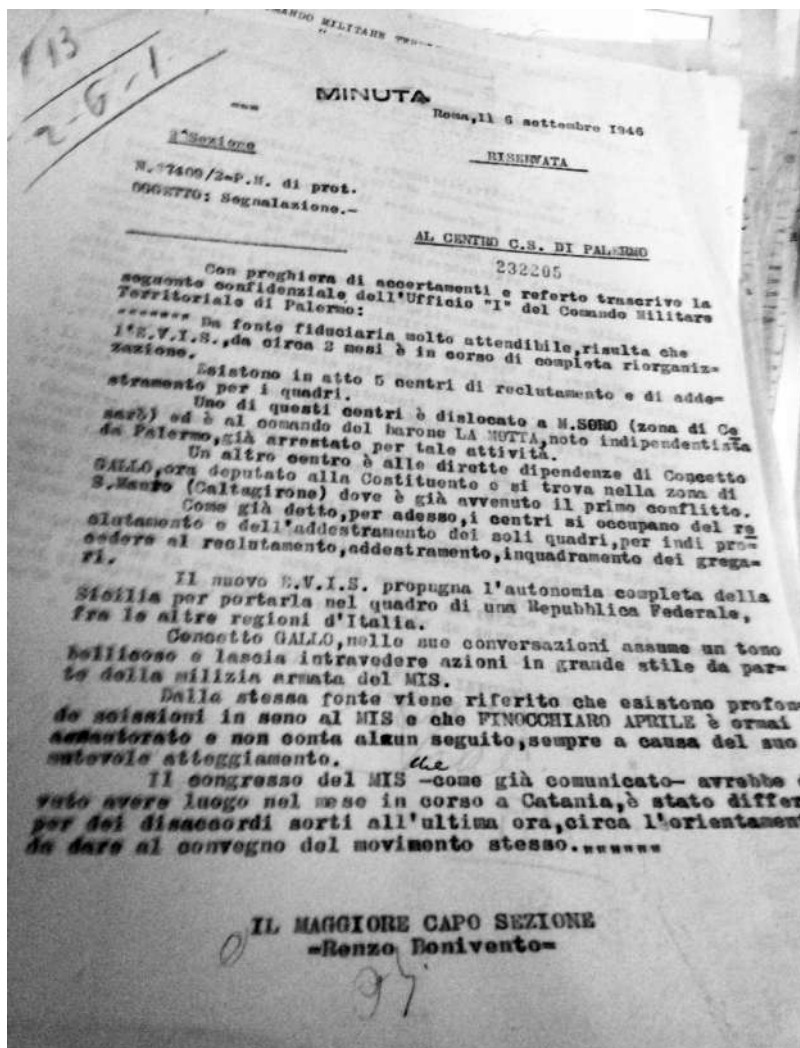 MANDO MILITARE
T 13
2-6-1
MINUTA
Roma,il 6 settembre 1946
2^Sezione
RISERVATA
N. 7409/2-P.M. di prot.
OGGETTO: Segnalazione.-
AL CENTRO C.S. DI PALERMO
232205
Con preghiera di accertamenti e referto trascrivo la
seguente confidenziale dell'Ufficio "I" del Comando Militare
Territoriale di Palermo:
....... Da fonte fiduciaria molto attendibile,risulta che
l'E.V.I.S.,da circa 2 mesi è in corso di completa riorganiz=
zazione.
Esistono in atto 5 centri di reclutamento e di adde=
stramento per i quadri.
Uno di questi centri è dislocato a M.SORO (zona di Ce
sarò) ed è al comando del barone LA MOTTA,noto indipendentista
da Palermo,già arrestato per tale attività.
Un altro centro è alle dirette dipendenze di Concetto
GALLO,ora deputato alla Costituente e si trova nella zona di
S.Mauro (Caltagirone) dove è già avvenuto il primo conflitto.
Come già detto,per adesso,i centri si occupano del re
clutamento e dell'addestramento dei soli quadri,per indi pro=
cedere al reclutamento,addestramento,inquadramento dei grega=
ri.
Il nuovo E.V.I.S. propugna l'autonomia completa della
Sicilia per portarla nel quadro di una Repubblica Federale,
fra le altre regioni d'Italia.
Concetto GALLO,nelle sue conversazioni assume un tono
bellicoso e lascia intravedere azioni in grande stile da par=
te della milizia armata del MIS.
Dalla stessa fonte viene riferito che esistono profon
de scissioni in seno al MIS e che FINOCCHIARO APRILE è ormai
e non conta alcun seguito,sempre a causa del suo
mutevole atteggiamento.
che
Il congresso del MIS -come già comunicato- avrebbe
vuto avere luogo nel mese in corso a Catania,è stato differ
per dei disaccordi sorti all'ultima ora,circa l'orientament
da dare al convegno del movimento stesso.......
IL MAGGIORE CAPO SEZIONE
=Renzo Bonivento=